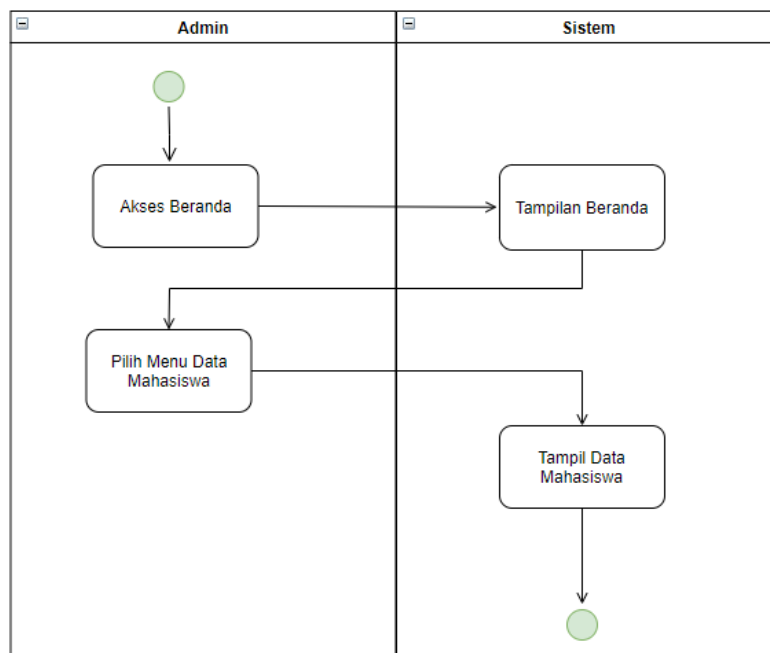 Admin
Sistem
Akses Beranda
Tampilan Beranda
Pilih Menu Data
Mahasiswa
Tampil Data
Mahasiswa